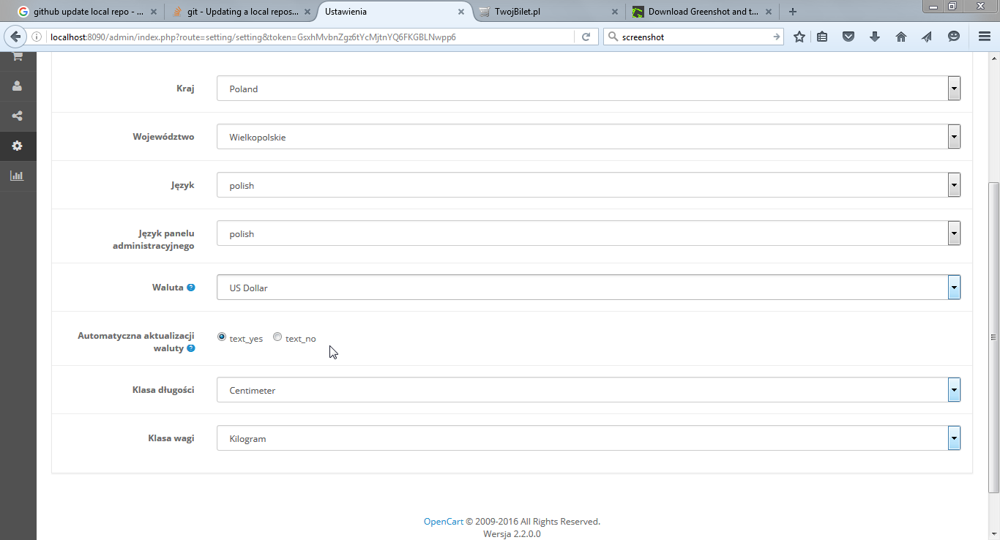 github update local repo - ...
git - Updating a local repos...
Ustawienia
TwojBilet.pl
Download Greenshot and t...
localhost:8090/admin/index.php?route=setting/setting&token=GsxhMvbnZgz6tYcMjtnYQ6FKGBLNwpp6
screenshot
Kraj
Poland
Województwo
Wielkopolskie
Język
polish
Język panelu
administracyjnego
polish
Waluta ?
US Dollar
Automatyczna aktualizacji
waluty ?
text_yes text_no
Klasa długości
Centimeter
Klasa wagi
Kilogram
OpenCart © 2009-2016 All Rights Reserved.
Wersja 2.2.0.0